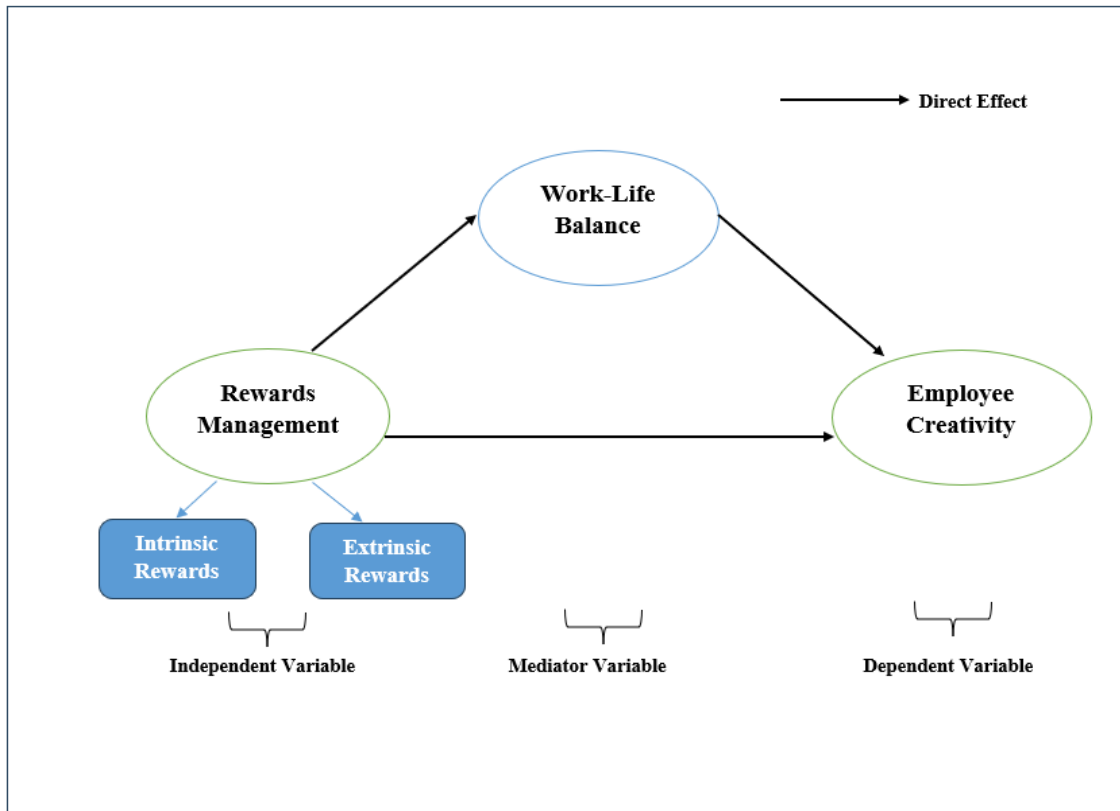 Direct Effect
Work-Life
Balance
Rewards
Management
Employee
Creativity
Intrinsic
Rewards
Extrinsic
Rewards
Independent Variable
Mediator Variable
Dependent Variable